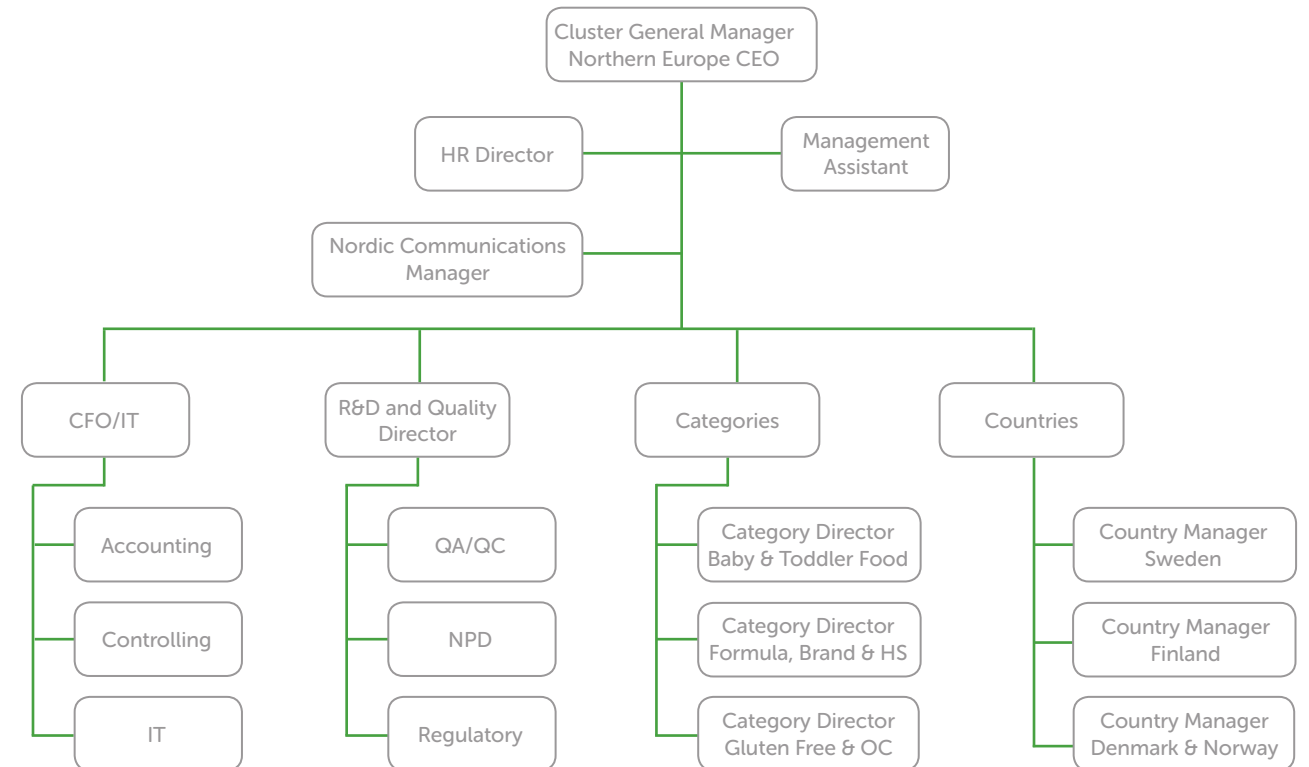 Cluster General Manager
Northern Europe CEO
HR Director
Management
Assistant
Nordic Communications
Manager
CFO/IT
R&D and Quality
Director
Categories
Countries
Accounting
QA/QC
Category Director
Baby & Toddler Food
Country Manager
Sweden
Controlling
NPD
Category Director
Formula, Brand & HS
Country Manager
Finland
IT
Regulatory
Category Director
Gluten Free & OC
Country Manager
Denmark & Norway